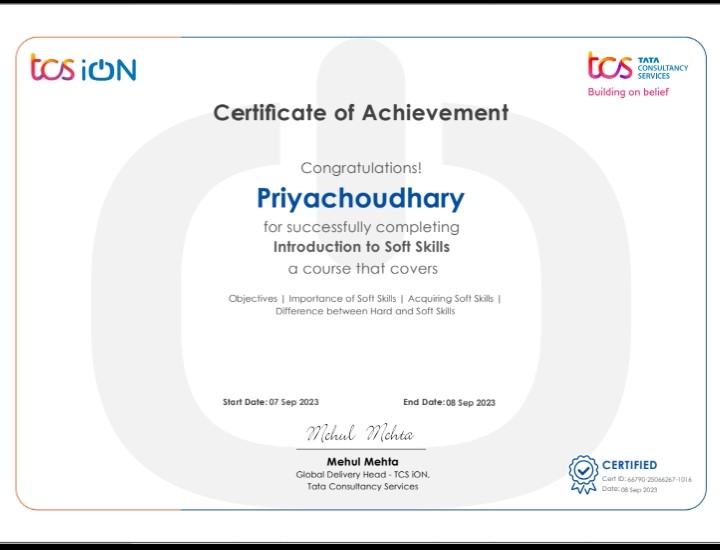 tcs iON
tcs TATA
CONSULTANCY
SERVICES
Building on belief
Certificate of Achievement
Congratulations!
Priyachoudhary
for successfully completing
Introduction to Soft Skills
a course that covers
Objectives | Importance of Soft Skills | Acquiring Soft Skills |
Difference between Hard and Soft Skills
Start Date: 07 Sep 2023 End Date: 08 Sep 2023
Mehul Mehta
Mehul Mehta
Global Delivery Head - TCS iON,
Tata Consultancy Services
CERTIFIED
Cert ID: 66790-25066267-1016
Date: 08 Sep 2023